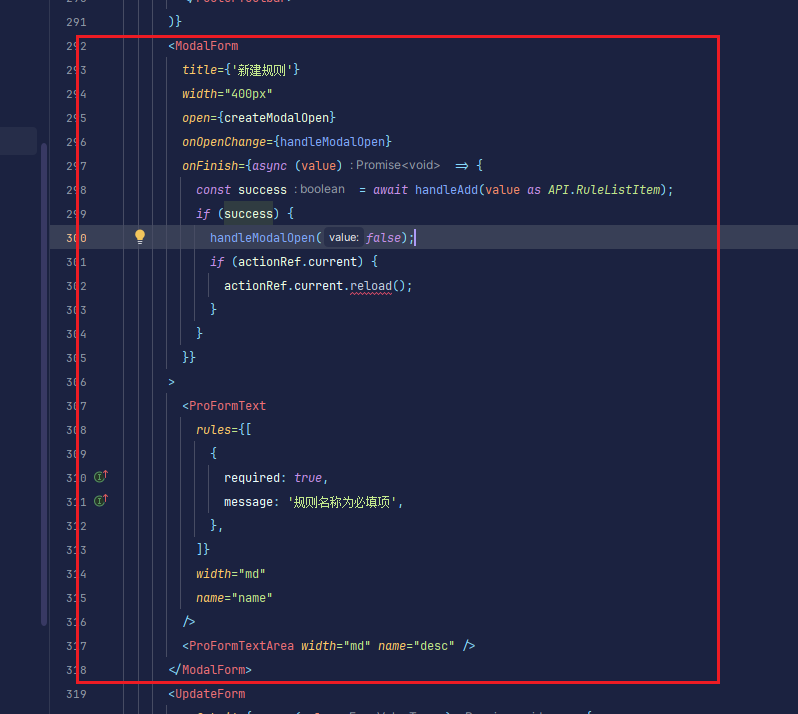 291 )}
292 <ModalForm
293 title={'新建规则'}
294 width="400px"
295 open={createModalOpen}
296 onOpenChange={handleModalOpen}
297 onFinish={async (value) : Promise<void> => {
298 const success : boolean = await handleAdd(value as API.RuleListItem);
299 if (success) {
300 handleModalOpen( value: false);
301 if (actionRef.current) {
302 actionRef.current.reload();
303 }
304 }
305 }}
306 >
307 <ProFormText
308 rules={[
309 {
310 required: true,
311 message: '规则名称为必填项',
312 },
313 ]}
314 width="md"
315 name="name"
316 />
317 <ProFormTextArea width="md" name="desc" />
318 </ModalForm>
319 <UpdateForm